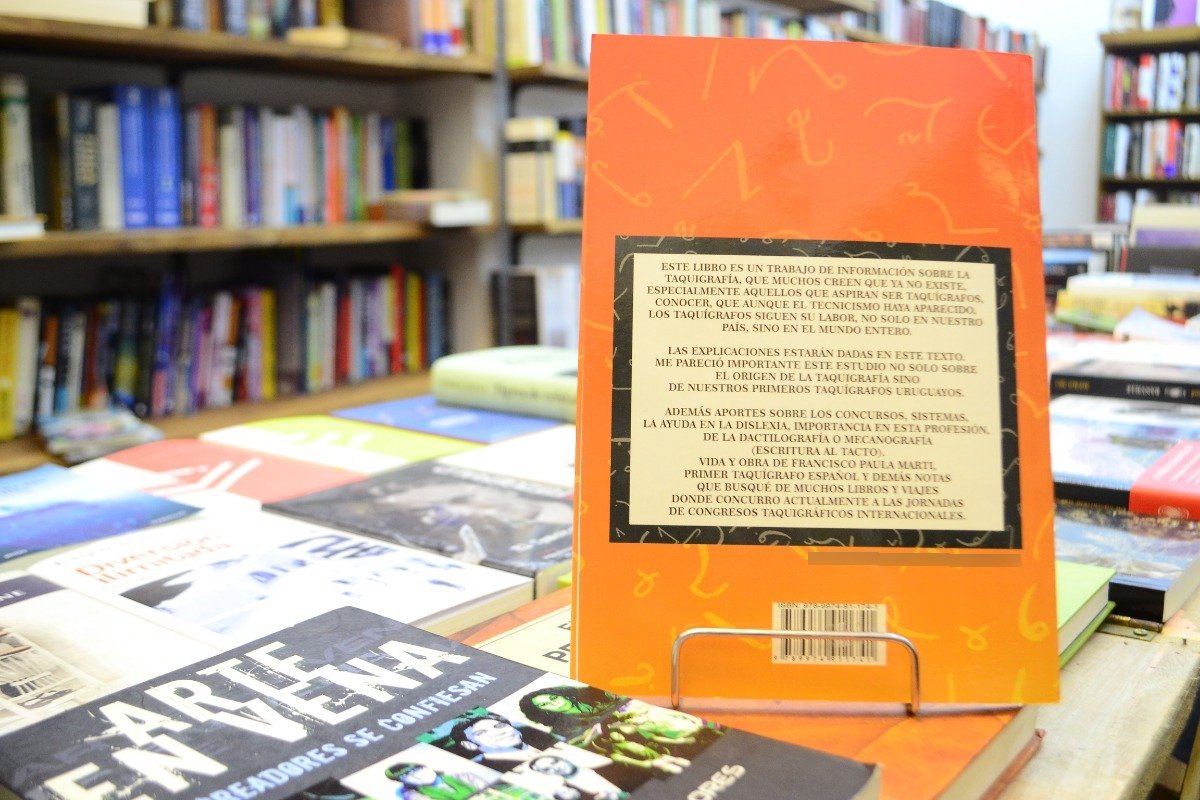 ESTE LIBRO ES UN TRABAJO DE INFORMACIÓN SOBRE LA
TAQUIGRAFÍA, QUE MUCHOS CREEN QUE YA NO EXISTE,
ESPECIALMENTE AQUELLOS QUE ASPIRAN SER TAQUÍGRAFOS,
CONOCER, QUE AUNQUE EL TECNICISMO HAYA APARECIDO,
LOS TAQUÍGRAFOS SIGUEN SU LABOR, NO SOLO EN NUESTRO
PAÍS, SINO EN EL MUNDO ENTERO.
LAS EXPLICACIONES ESTARÁN DADAS EN ESTE TEXTO.
ME PARECIÓ IMPORTANTE ESTE ESTUDIO NO SOLO SOBRE
EL ORIGEN DE LA TAQUIGRAFÍA SINO
DE NUESTROS PRIMEROS TAQUÍGRAFOS URUGUAYOS.
ADEMÁS APORTES SOBRE LOS CONCURSOS, SISTEMAS,
LA AYUDA EN LA DISLEXIA, IMPORTANCIA EN ESTA PROFESIÓN,
DE LA DACTILOGRAFÍA O MECANOGRAFÍA
(ESCRITURA AL TACTO).
VIDA Y OBRA DE FRANCISCO PAULA MARTI,
PRIMER TAQUÍGRAFO ESPAÑOL Y DEMÁS NOTAS
QUE BUSQUÉ DE MUCHOS LIBROS Y VIAJES
DONDE CONCURRO ACTUALMENTE A LAS JORNADAS
DE CONGRESOS TAQUIGRÁFICOS INTERNACIONALES.
Diversión
ilimitada
ARTE
EN VENA
CREADORES SE CONFIESAN